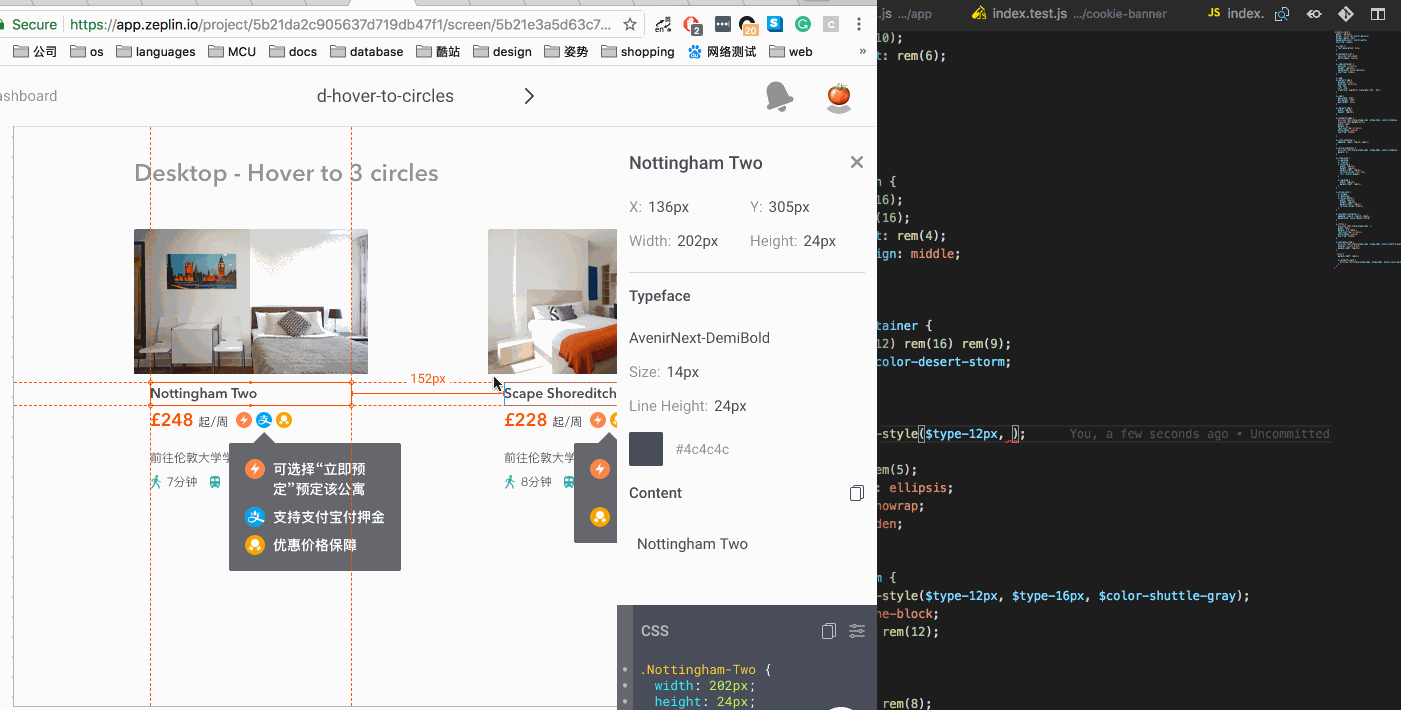 Secure https://app.zeplin.io/project/5b21da2c905637d719db47f1/screen/5b21e3a5d63c7...
2
20
公司 os languages MCU docs database 酷站 design 姿势 shopping 网络测试 web »
ashboard
d-hover-to-circles
Desktop - Hover to 3 circles
152px
Nottingham Two
£248 起/周
前往伦敦大学学
7分钟
可选择“立即预
定”预定该公寓
支持支付宝付押金
优惠价格保障
Scape Shoreditch
£228 起/周
前往伦敦大学
8分钟
Nottingham Two
X: 136px Y: 305px
Width: 202px Height: 24px
Typeface
AvenirNext-DemiBold
Size: 14px
Line Height: 24px
#4c4c4c
Content
Nottingham Two
CSS
.Nottingham-Two {
width: 202px;
height: 24px;
.js .../app index.test.js .../cookie-banner JS index.
10);
t: rem(6);
n {
16);
(16);
t: rem(4);
ign: middle;
tainer {
12) rem(16) rem(9);
color-desert-storm;
-style($type-12px, ); You, a few seconds ago • Uncommitted
em(5);
: ellipsis;
nowrap;
den;
m {
-style($type-12px, $type-16px, $color-shuttle-gray);
ne-block;
rem(12);
rem(8);